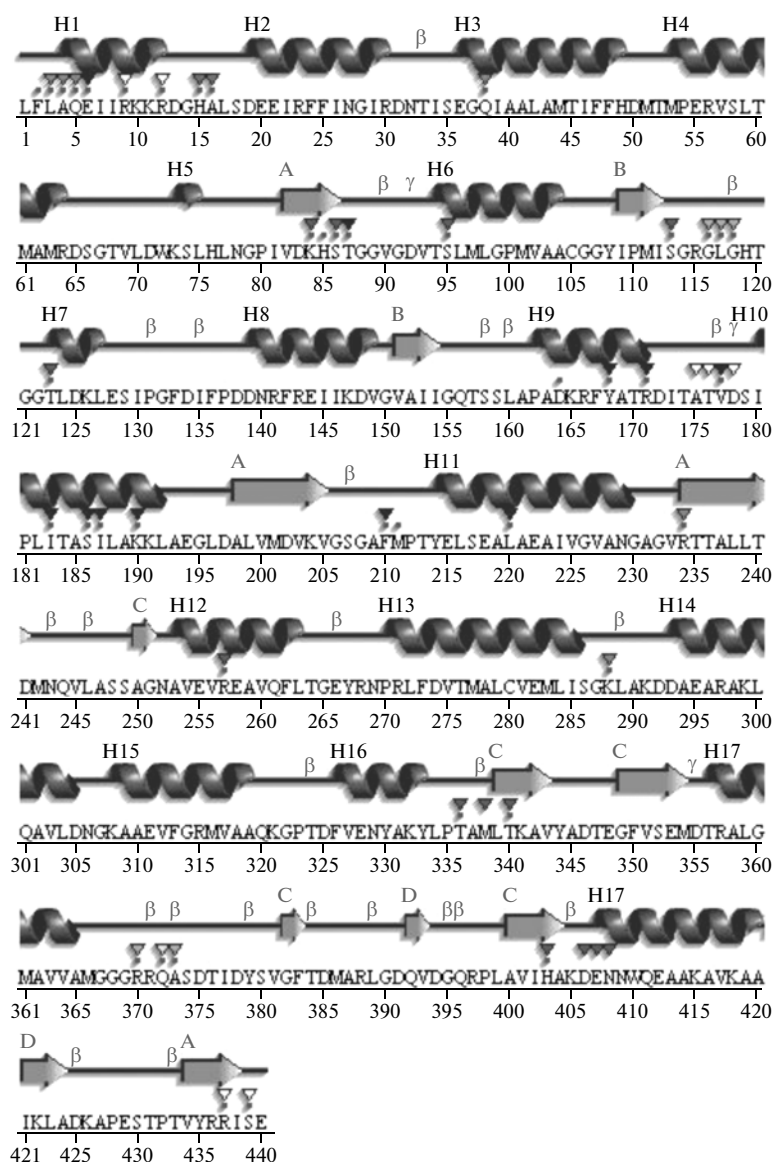 H1 H2 β H3 H4
LFLAQEIIRKKRDGHALSDEEIRFFINGIRDNTISEGQIAALAMTIFFHDMTMPERVSLT
1 5 10 15 20 25 30 35 40 45 50 55 60
H5 A β γ H6 B β
MAMRDSGTVLDWKSLHLNGPIVDKHSTGGVGDVTSLMLGPMVAACGGYIPMISGRGLGHT
61 65 70 75 80 85 90 95 100 105 110 115 120
H7 β β H8 B β β H9 β γ H10
GGTLDKLESIPGFDIFPDDNRFREIIKDVGVAIIGQTSSLAPADKRFYATRDITATVDSI
121 125 130 135 140 145 150 155 160 165 170 175 180
A β H11 A
PLITASILAKKLAEGLDALVMDVKVGSGAFMPTYELSEALAEAIVGVANGAGVRTTALLT
181 185 190 195 200 205 210 215 220 225 230 235 240
β β C H12 β H13 β H14
DMNQVLASSAGNAVEVREAVQFLTGEYRNPRLFDVTMALCVEMLISGKLAKDDAEARAKL
241 245 250 255 260 265 270 275 280 285 290 295 300
H15 β H16 β C C γ H17
QAVLDNGKAAEVFGRMVAAQKGPTDFVENYAKYLPTAMLTKAVYADTEGFVSEMDTRALG
301 305 310 315 320 325 330 335 340 345 350 355 360
β β β C β β D β β C β H17
MAVVAMGGGRRQASDTIDYSVGFTDMARLGDQVDGQRPLAVIHAKDENNWQEAAKAVKAA
361 365 370 375 380 385 390 395 400 405 410 415 420
D β β A
IKLADKAPESTPTVYRRISE
421 425 430 435 440